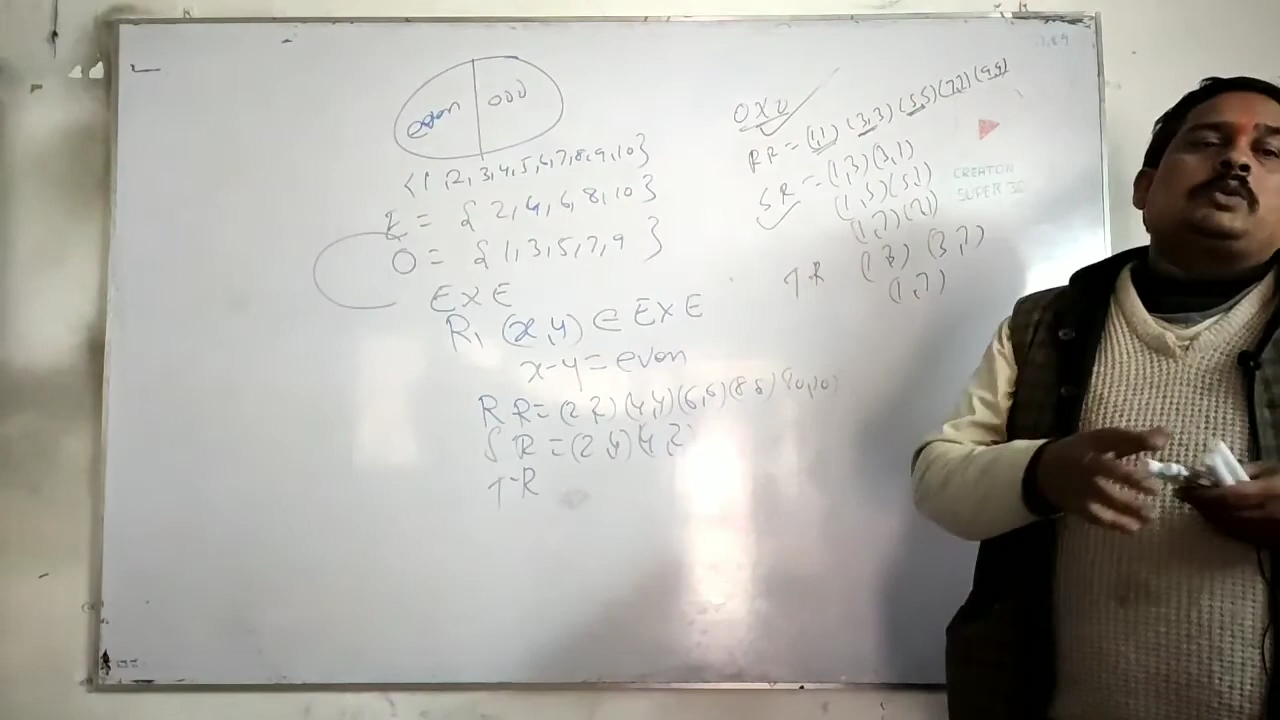 even odd
{1,2,3,4,5,6,7,8,9,10}
E = {2,4,6,8,10}
O = {1,3,5,7,9}
E×E
R, (x,y) ∈ E×E
x-y = even
RR = (2 2)(4,4)(6,6)(8 8)(10,10)
SR = (2 4)(4,2)
TR
O×O
RR = (1,1)(3,3)(5,5)(7,7)(9,9)
SR = (1,3)(3,1)
(1,5)(5,1)
(1,7)(7,1)
TR (1 3) (3,7)
(1,7)
CREATON
SUPER 30